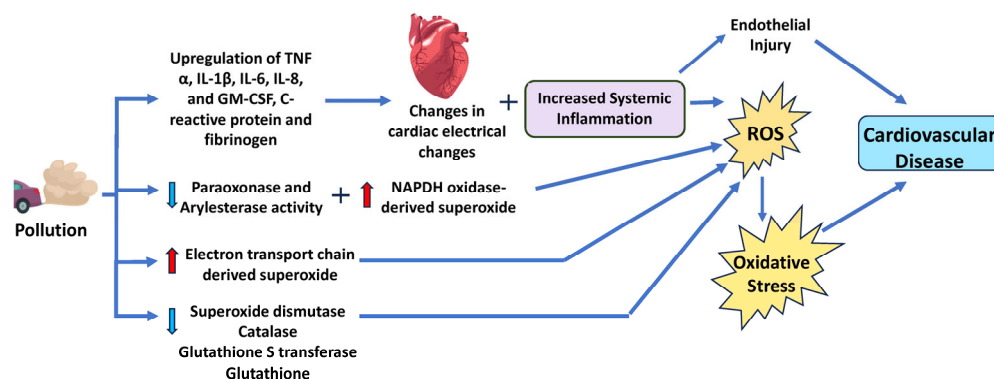 Upregulation of TNF
α, IL-1β, IL-6, IL-8,
and GM-CSF, C-
reactive protein and
fibrinogen
Changes in
cardiac electrical
changes
+
Increased Systemic
Inflammation
Endothelial
Injury
ROS
Cardiovascular
Disease
Pollution
Paraoxonase and
Arylesterase activity
+
NAPDH oxidase-
derived superoxide
Electron transport chain
derived superoxide
Oxidative
Stress
Superoxide dismutase
Catalase
Glutathione S transferase
Glutathione